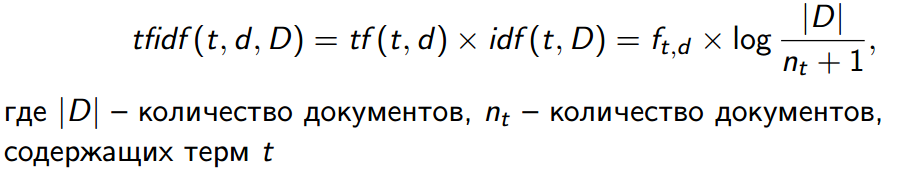 tfidf(t, d, D) = tf(t, d) × idf(t, D) = f_{t,d} × log |D| / (n_t + 1),
где |D| – количество документов, n_t – количество документов,
содержащих терм t